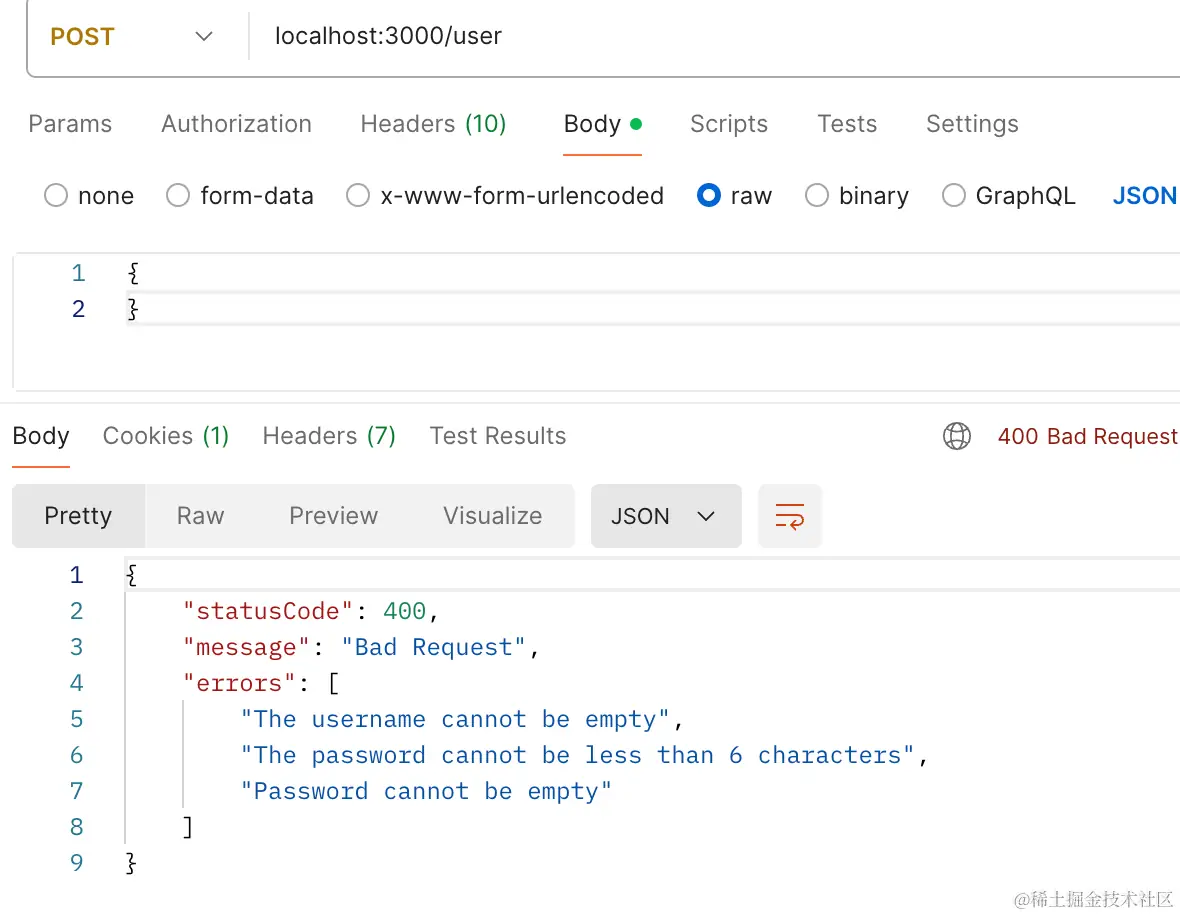 POST localhost:3000/user
Params Authorization Headers (10) Body Scripts Tests Settings
none form-data x-www-form-urlencoded raw binary GraphQL JSON
1 {
2 }
Body Cookies (1) Headers (7) Test Results 400 Bad Request
Pretty Raw Preview Visualize JSON
1 {
2 "statusCode": 400,
3 "message": "Bad Request",
4 "errors": [
5 "The username cannot be empty",
6 "The password cannot be less than 6 characters",
7 "Password cannot be empty"
8 ]
9 }
@稀土掘金技术社区